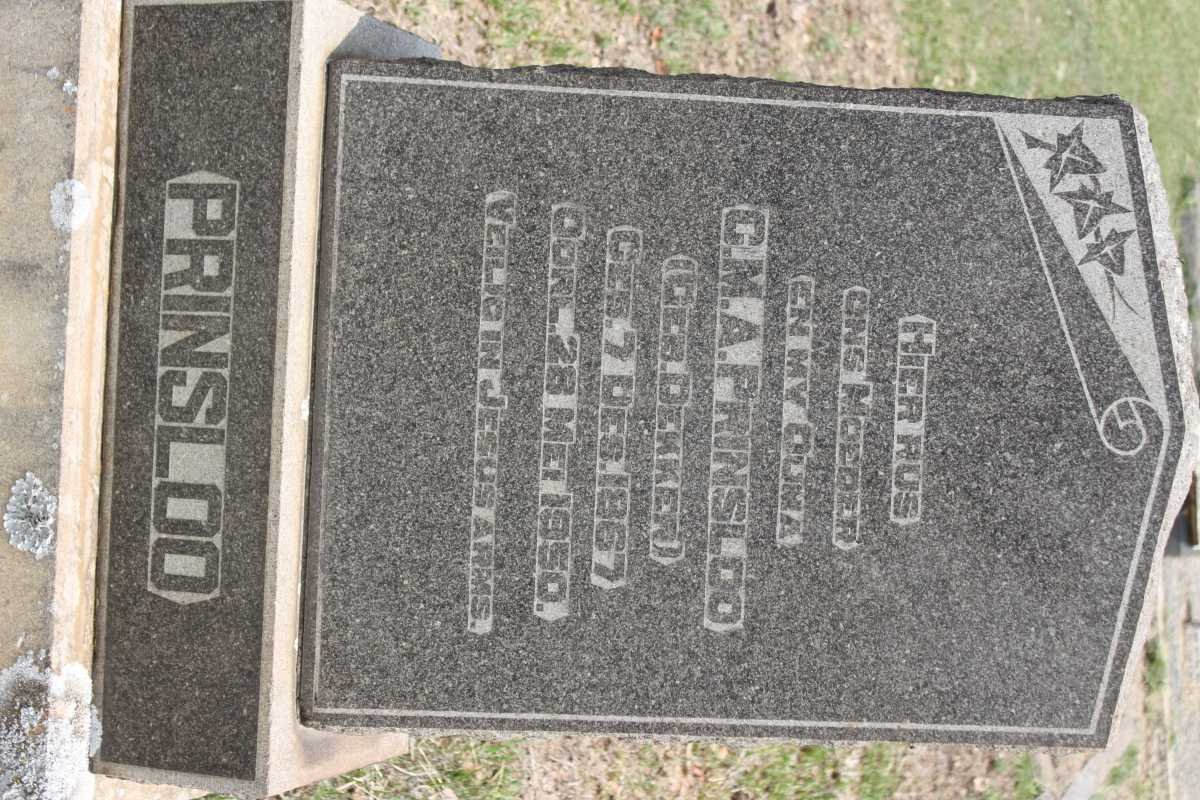 HIER RUS
ONS MOEDER
EN MY OUMA
C.M.A. PRINSLOO
(GEB. DEKKER)
GEB. 7 DES. 1867
OORL. 28 MEI 1950.
VEILIG IN JESUS ARMS.
PRINSLOO